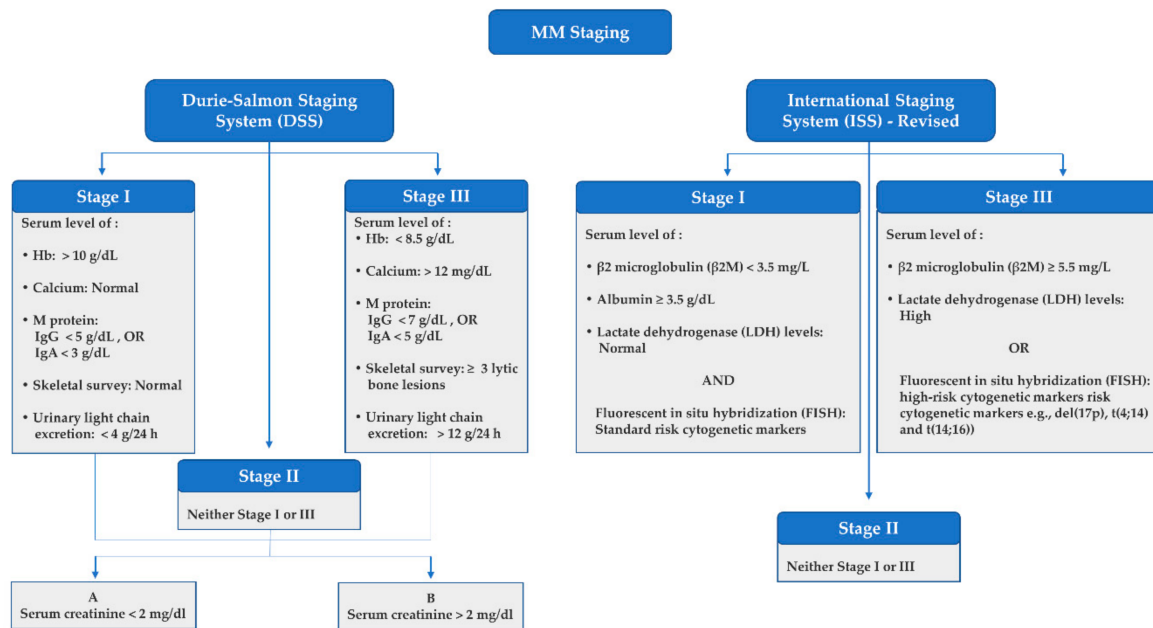 MM Staging
Durie-Salmon Staging
System (DSS)
Stage I
Serum level of :
• Hb: > 10 g/dL
• Calcium: Normal
• M protein:
IgG < 5 g/dL , OR
IgA < 3 g/dL
• Skeletal survey: Normal
• Urinary light chain
excretion: < 4 g/24 h
Stage III
Serum level of :
• Hb: < 8.5 g/dL
• Calcium: > 12 mg/dL
• M protein:
IgG < 7 g/dL , OR
IgA < 5 g/dL
• Skeletal survey: ≥ 3 lytic
bone lesions
• Urinary light chain
excretion: > 12 g/24 h
Stage II
Neither Stage I or III
A
Serum creatinine < 2 mg/dl
B
Serum creatinine > 2 mg/dl
International Staging
System (ISS) - Revised
Stage I
Serum level of :
• β2 microglobulin (β2M) < 3.5 mg/L
• Albumin ≥ 3.5 g/dL
• Lactate dehydrogenase (LDH) levels:
Normal
AND
Fluorescent in situ hybridization (FISH):
Standard risk cytogenetic markers
Stage III
Serum level of :
• β2 microglobulin (β2M) ≥ 5.5 mg/L
• Lactate dehydrogenase (LDH) levels:
High
OR
Fluorescent in situ hybridization (FISH):
high-risk cytogenetic markers risk
cytogenetic markers e.g., del(17p), t(4;14)
and t(14;16))
Stage II
Neither Stage I or III